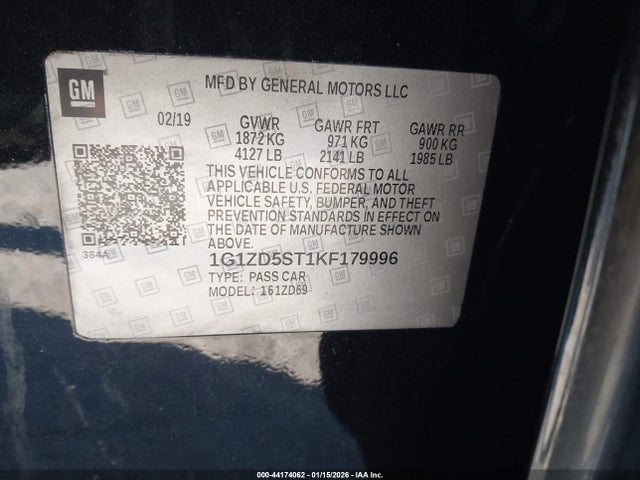 GM
MFD BY GENERAL MOTORS LLC
02/19
GVWR GAWR FRT GAWR RR
1872 KG 971 KG 900 KG
4127 LB 2141 LB 1985 LB
THIS VEHICLE CONFORMS TO ALL
APPLICABLE U.S. FEDERAL MOTOR
VEHICLE SAFETY, BUMPER, AND THEFT
PREVENTION STANDARDS IN EFFECT ON
THE DATE OF MANUFACTURE SHOWN
ABOVE.
384A
1G1ZD5ST1KF179996
TYPE: PASS CAR
MODEL: 161ZD69
000-44174062 - 01/15/2026 - IAA Inc.